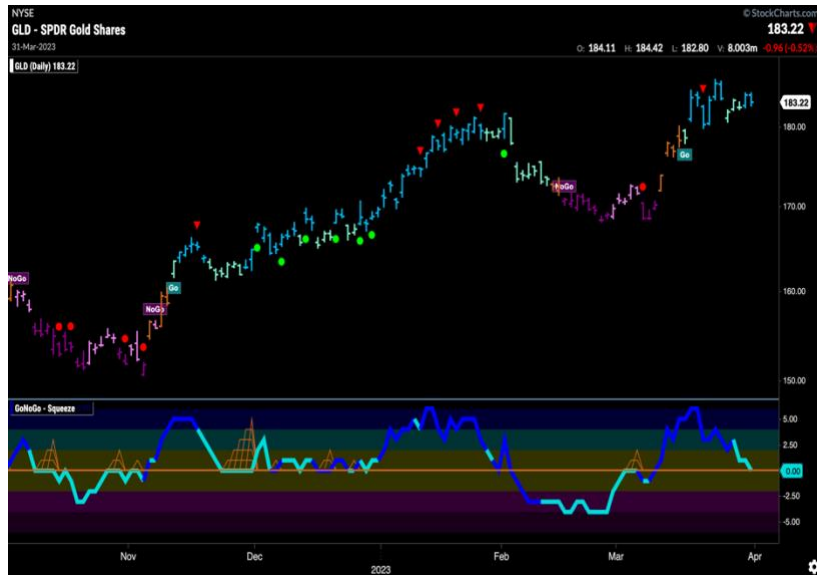 NYSE
© StockCharts.com
GLD - SPDR Gold Shares
183.22
31-Mar-2023
O: 184.11 H: 184.42 L: 182.80 V: 8.003m -0.96 (-0.52%)
GLD (Daily) 183.22
183.22
180.00
170.00
160.00
150.00
NoGo
NoGo
Go
NoGo
Go
GoNoGo - Squeeze
5.00
2.50
0.00
-2.50
-5.00
Nov Dec 2023 Feb Mar Apr